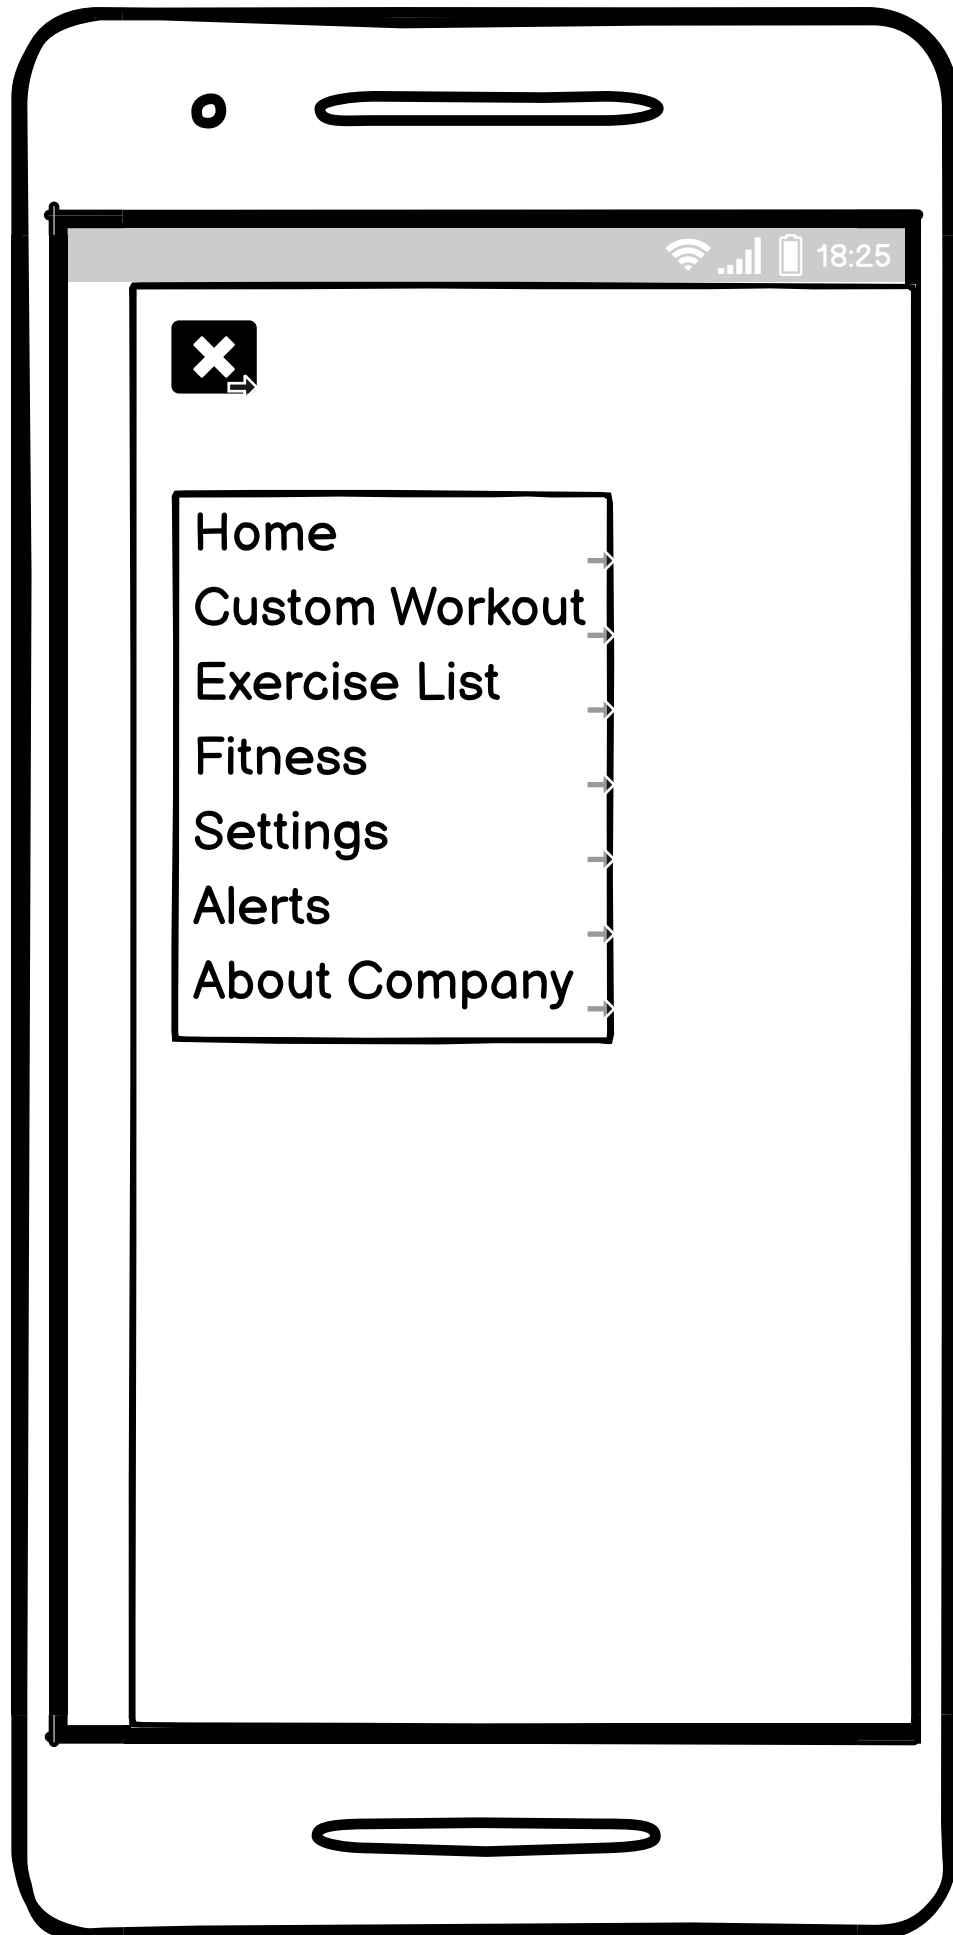 18:25
Home
Custom Workout
Exercise List
Fitness
Settings
Alerts
About Company